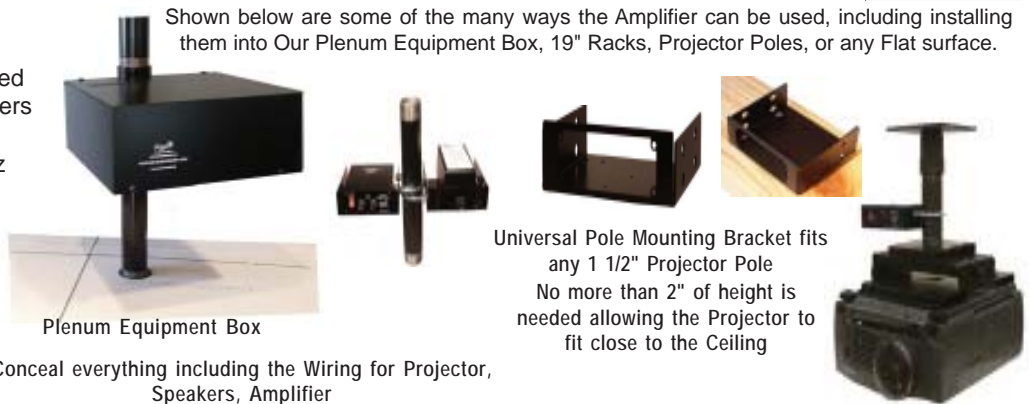 Shown below are some of the many ways the Amplifier can be used, including installing
them into Our Plenum Equipment Box, 19" Racks, Projector Poles, or any Flat surface.
ed
ers
z
Plenum Equipment Box
Conceal everything including the Wiring for Projector,
Speakers, Amplifier
Universal Pole Mounting Bracket fits
any 1 1/2" Projector Pole
No more than 2" of height is
needed allowing the Projector to
fit close to the Ceiling